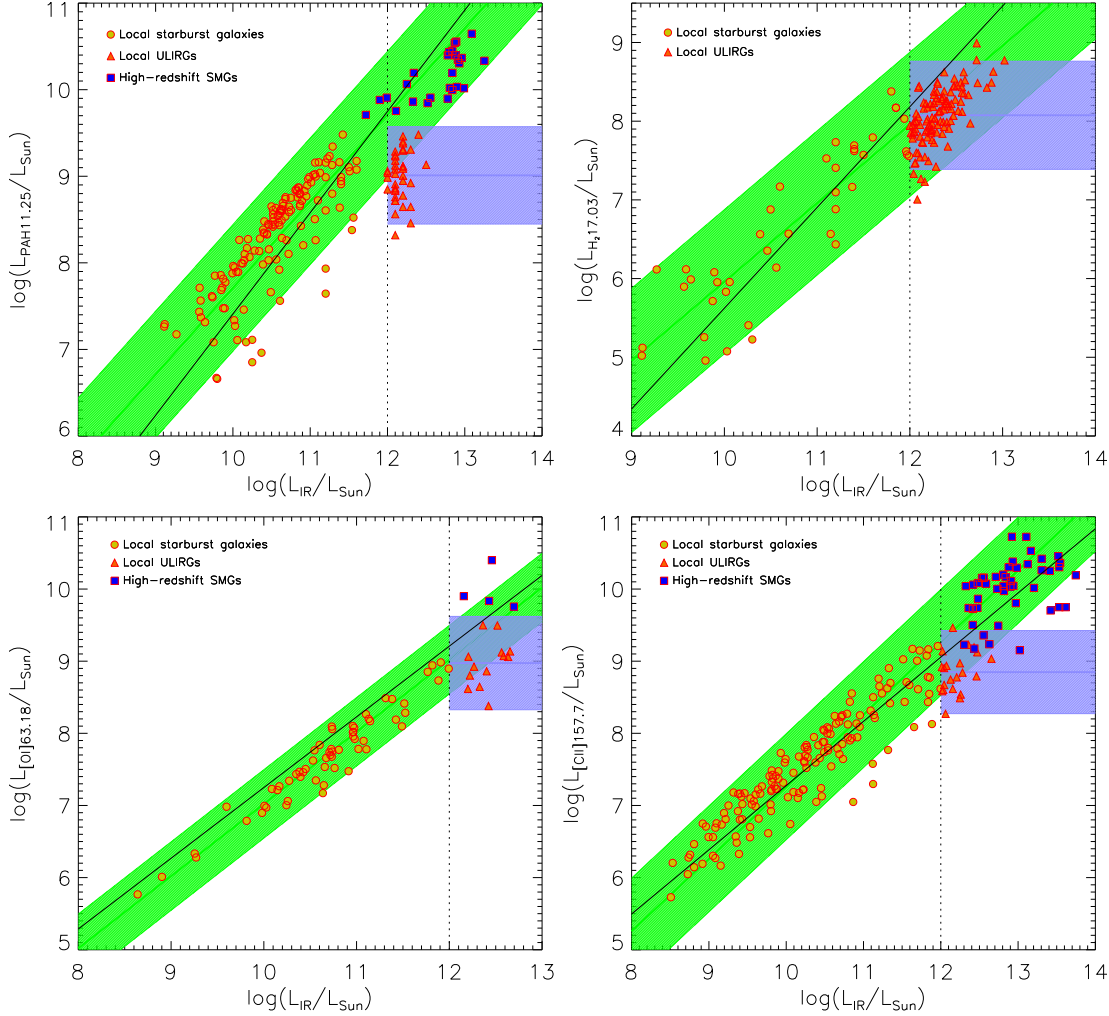 11
10
9
8
7
6
log(L_PAH11.25/L_Sun)
Local starburst galaxies
Local ULIRGs
High-redshift SMGs
8 9 10 11 12 13 14
log(L_IR/L_Sun)
9
8
7
6
5
4
log(L_H₂17.03/L_Sun)
Local starburst galaxies
Local ULIRGs
9 10 11 12 13 14
log(L_IR/L_Sun)
11
10
9
8
7
6
5
log(L_[OI]63.18/L_Sun)
Local starburst galaxies
Local ULIRGs
High-redshift SMGs
8 9 10 11 12 13
log(L_IR/L_Sun)
11
10
9
8
7
6
5
log(L_[CII]157.7/L_Sun)
Local starburst galaxies
Local ULIRGs
High-redshift SMGs
8 9 10 11 12 13 14
log(L_IR/L_Sun)